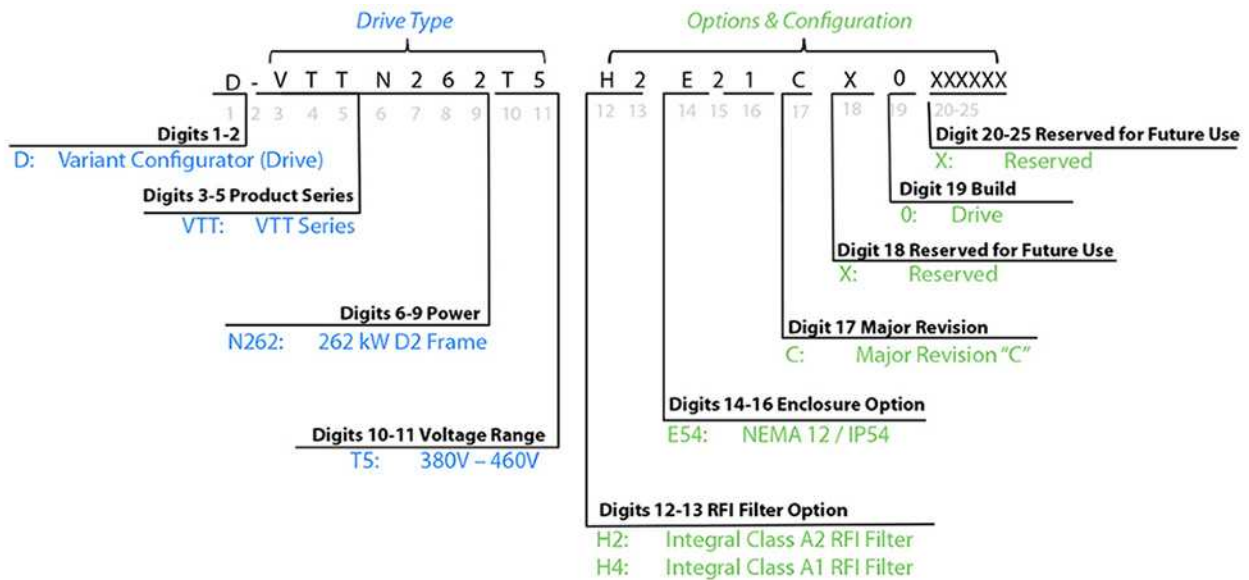 Drive Type Options & Configuration
D - V T T N 2 6 2 T 5 H 2 E 2 1 C X 0 XXXXXX
1 2 3 4 5 6 7 8 9 10 11 12 13 14 15 16 17 18 19 20-25
Digits 1-2
D: Variant Configurator (Drive)
Digit 20-25 Reserved for Future Use
X: Reserved
Digits 3-5 Product Series
VTT: VTT Series
Digit 19 Build
0: Drive
Digit 18 Reserved for Future Use
X: Reserved
Digits 6-9 Power
N262: 262 kW D2 Frame
Digit 17 Major Revision
C: Major Revision "C"
Digits 14-16 Enclosure Option
E54: NEMA 12 / IP54
Digits 10-11 Voltage Range
T5: 380V – 460V
Digits 12-13 RFI Filter Option
H2: Integral Class A2 RFI Filter
H4: Integral Class A1 RFI Filter